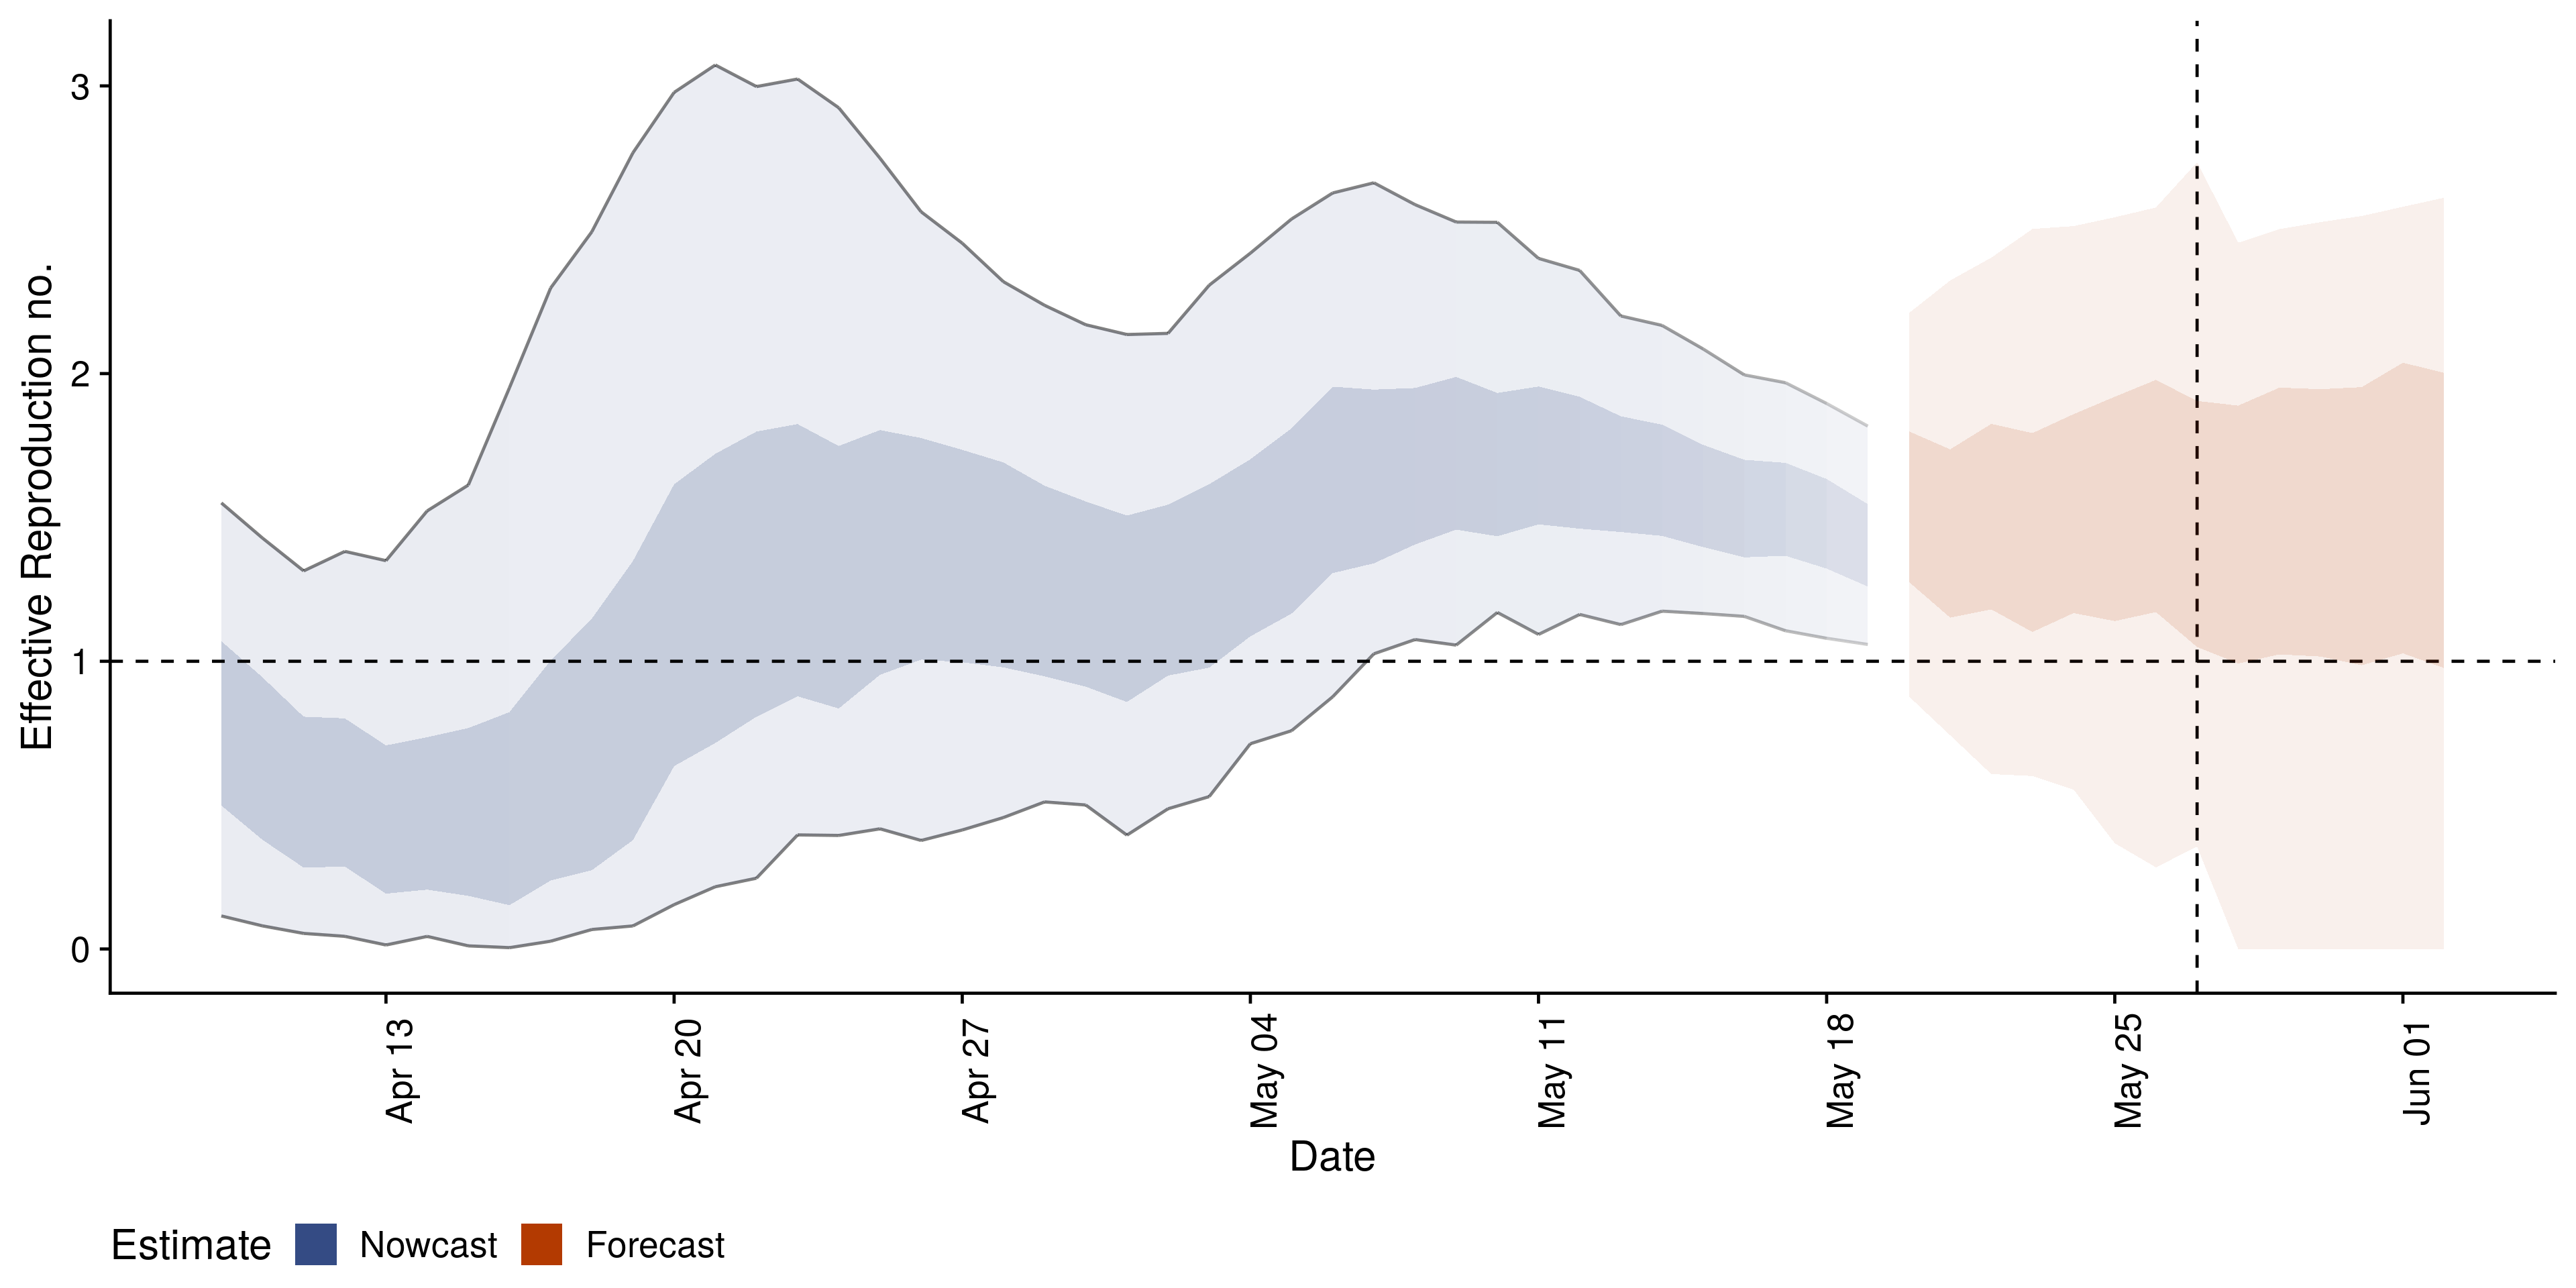 Effective Reproduction no.
3
2
1
0
Apr 13
Apr 20
Apr 27
May 04
May 11
May 18
May 25
Jun 01
Date
Estimate Nowcast Forecast